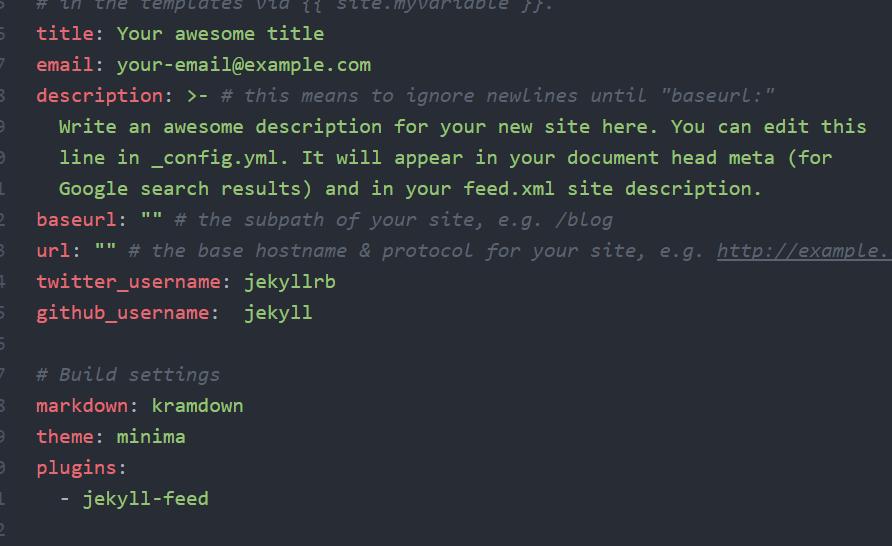 # in the templates via {{ site.myvariable }}.
title: Your awesome title
email: your-email@example.com
description: >- # this means to ignore newlines until "baseurl:"
  Write an awesome description for your new site here. You can edit this
  line in _config.yml. It will appear in your document head meta (for
  Google search results) and in your feed.xml site description.
baseurl: "" # the subpath of your site, e.g. /blog
url: "" # the base hostname & protocol for your site, e.g. http://example.
twitter_username: jekyllrb
github_username:  jekyll

# Build settings
markdown: kramdown
theme: minima
plugins:
  - jekyll-feed